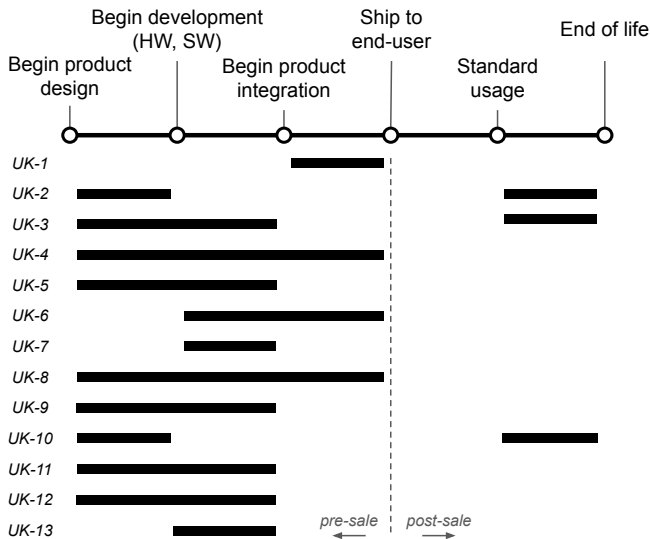 Begin development
(HW, SW)
Ship to
end-user
End of life
Begin product
design
Begin product
integration
Standard
usage
UK-1
UK-2
UK-3
UK-4
UK-5
UK-6
UK-7
UK-8
UK-9
UK-10
UK-11
UK-12
UK-13
pre-sale
post-sale